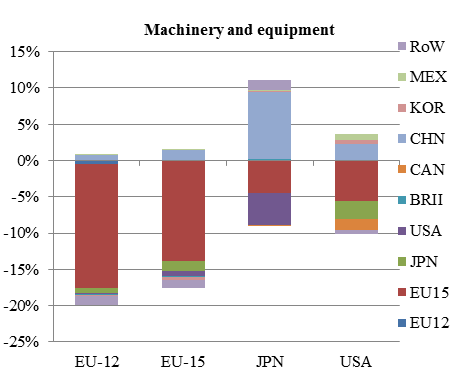 Machinery and equipment
15%
10%
5%
0%
-5%
-10%
-15%
-20%
-25%
EU-12 EU-15 JPN USA
RoW
MEX
KOR
CHN
CAN
BRII
USA
JPN
EU15
EU12